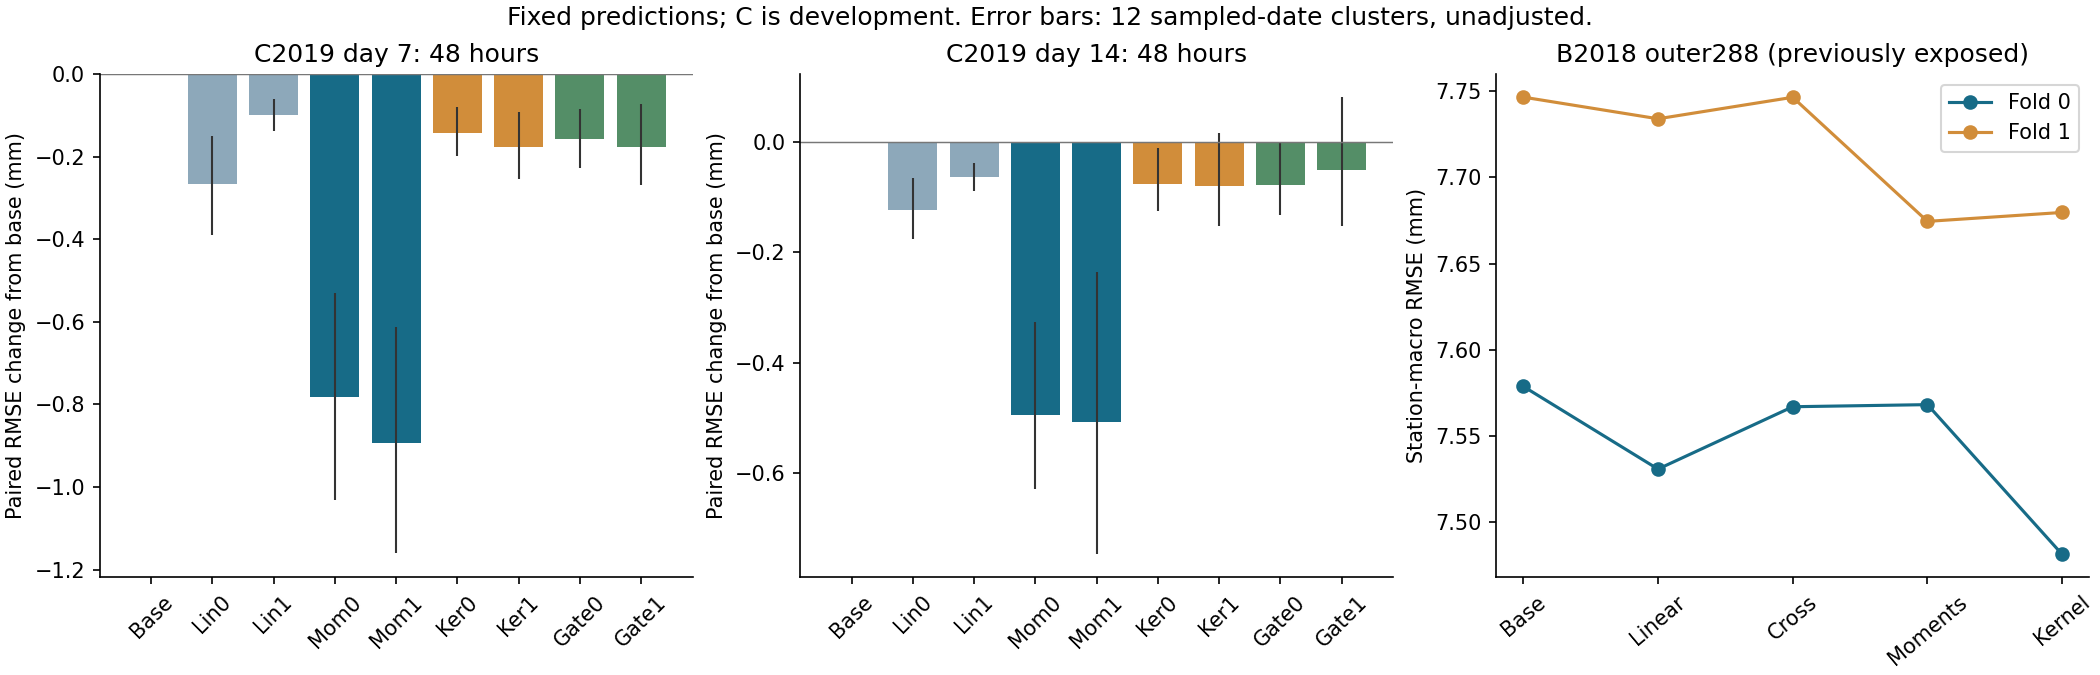 Fixed predictions; C is development. Error bars: 12 sampled-date clusters, unadjusted.
C2019 day 7: 48 hours
Paired RMSE change from base (mm)
0.0
−0.2
−0.4
−0.6
−0.8
−1.0
−1.2
Base
Lin0
Lin1
Mom0
Mom1
Ker0
Ker1
Gate0
Gate1
C2019 day 14: 48 hours
Paired RMSE change from base (mm)
0.0
−0.2
−0.4
−0.6
Base
Lin0
Lin1
Mom0
Mom1
Ker0
Ker1
Gate0
Gate1
B2018 outer288 (previously exposed)
Station-macro RMSE (mm)
7.75
7.70
7.65
7.60
7.55
7.50
Fold 0
Fold 1
Base
Linear
Cross
Moments
Kernel